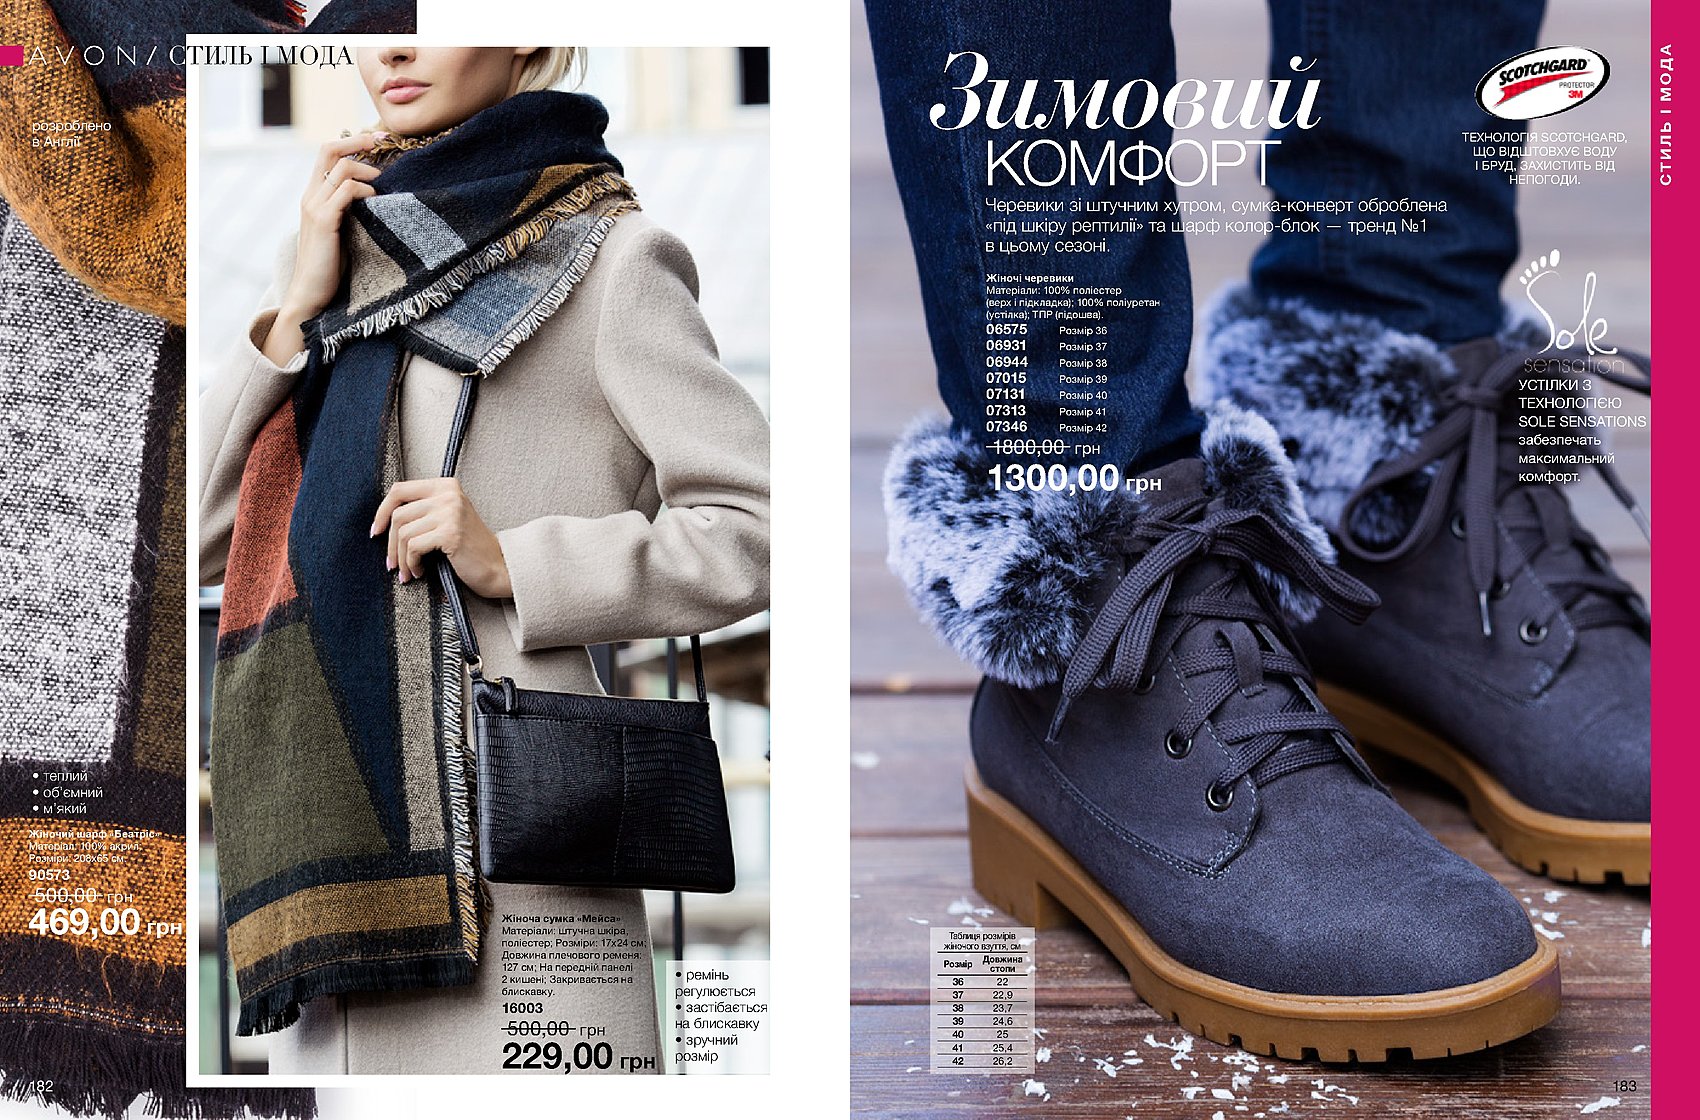 AVON / СТИЛЬ І МОДА
розроблено
в Англії
• теплий
• об'ємний
• м'який
Жіночий шарф «Беатріс»
Матеріал: 100% акрил.
Розміри: 208x65 см.
90573
500,00 грн
469,00 грн
182
Жіноча сумка «Мейса»
Матеріали: штучна шкіра,
поліестер; Розміри: 17x24 см;
Довжина плечового ременя:
127 см; На передній панелі
2 кишені; Закривається на
блискавку.
16003
500,00 грн
229,00 грн
• ремінь
регулюється
• застібається
на блискавку
• зручний
розмір
Зимовий
КОМФОРТ
Черевики зі штучним хутром, сумка-конверт оброблена
«під шкіру рептилії» та шарф колор-блок — тренд №1
в цьому сезоні.
Жіночі черевики
Матеріали: 100% поліестер
(верх і підкладка); 100% поліуретан
(устілка); ТПР (підошва).
06575 Розмір 36
06931 Розмір 37
06944 Розмір 38
07015 Розмір 39
07131 Розмір 40
07313 Розмір 41
07346 Розмір 42
1800,00 грн
1300,00 грн
SCOTCHGARD
PROTECTOR
3M
ТЕХНОЛОГІЯ SCOTCHGARD,
ЩО ВІДШТОВХУЄ ВОДУ
І БРУД, ЗАХИСТИТЬ ВІД
НЕПОГОДИ.
СТИЛЬ І МОДА
Sole
sensation
УСТІЛКИ З
ТЕХНОЛОГІЄЮ
SOLE SENSATIONS
забезпечать
максимальний
комфорт.
Таблиця розмірів
жіночого взуття, см
Розмір Довжина
стопи
36 22
37 22,9
38 23,7
39 24,6
40 25
41 25,4
42 26,2
183